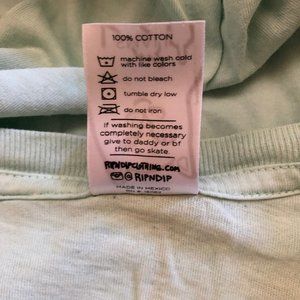 100% COTTON
machine wash cold
with like colors
do not bleach
tumble dry low
do not iron
If washing becomes
completely necessary
give to daddy or bf
then go skate
RIPNDIPCLOTHING.COM
@RIPNDIP
MADE IN MEXICO